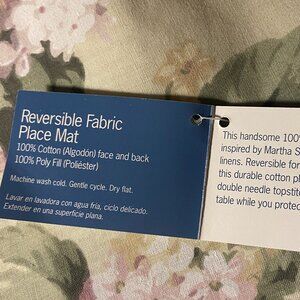 Reversible Fabric
Place Mat
100% Cotton (Algodón) face and back
100% Poly Fill (Poliéster)
Machine wash cold. Gentle cycle. Dry flat.
Lavar en lavadora con agua fria, ciclo delicado.
Extender en una superficie plana.
This handsome 100%
inspired by Martha S
linens. Reversible for
this durable cotton pl
double needle topstit
table while you protec